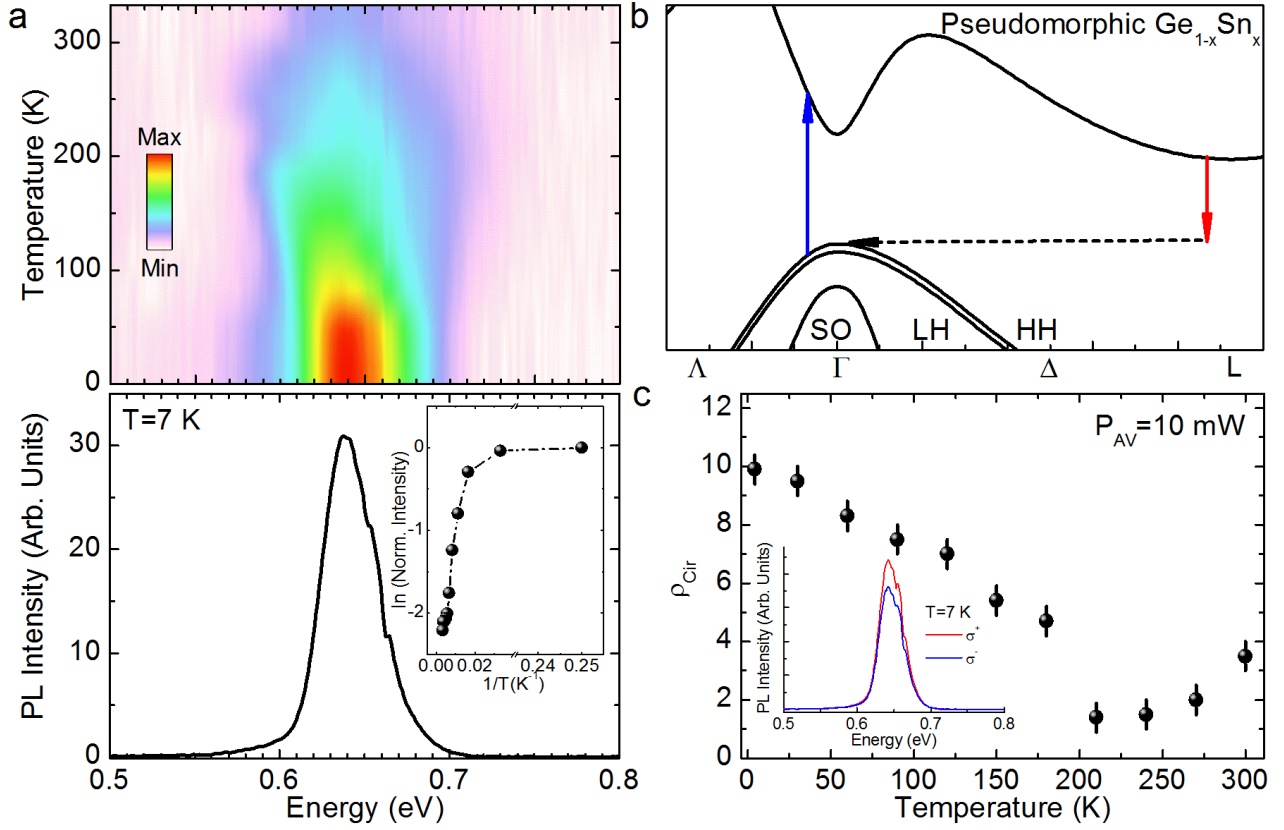 a
Temperature (K)
300
200
100
0
Max
Min
T=7 K
PL Intensity (Arb. Units)
30
20
10
0
0.5
0.6
0.7
0.8
Energy (eV)
ln (Norm. Intensity)
0
-1
-2
0.00
0.02
0.24
0.25
1/T(K⁻¹)
b
Pseudomorphic Ge₁₋ₓSnₓ
SO
LH
HH
Λ
Γ
Δ
L
c
P_AV=10 mW
ρ_Cir
12
10
8
6
4
2
0
0
50
100
150
200
250
300
Temperature (K)
PL Intensity (Arb. Units)
T=7 K
σ⁺
σ⁻
0.5
0.6
0.7
0.8
Energy (eV)